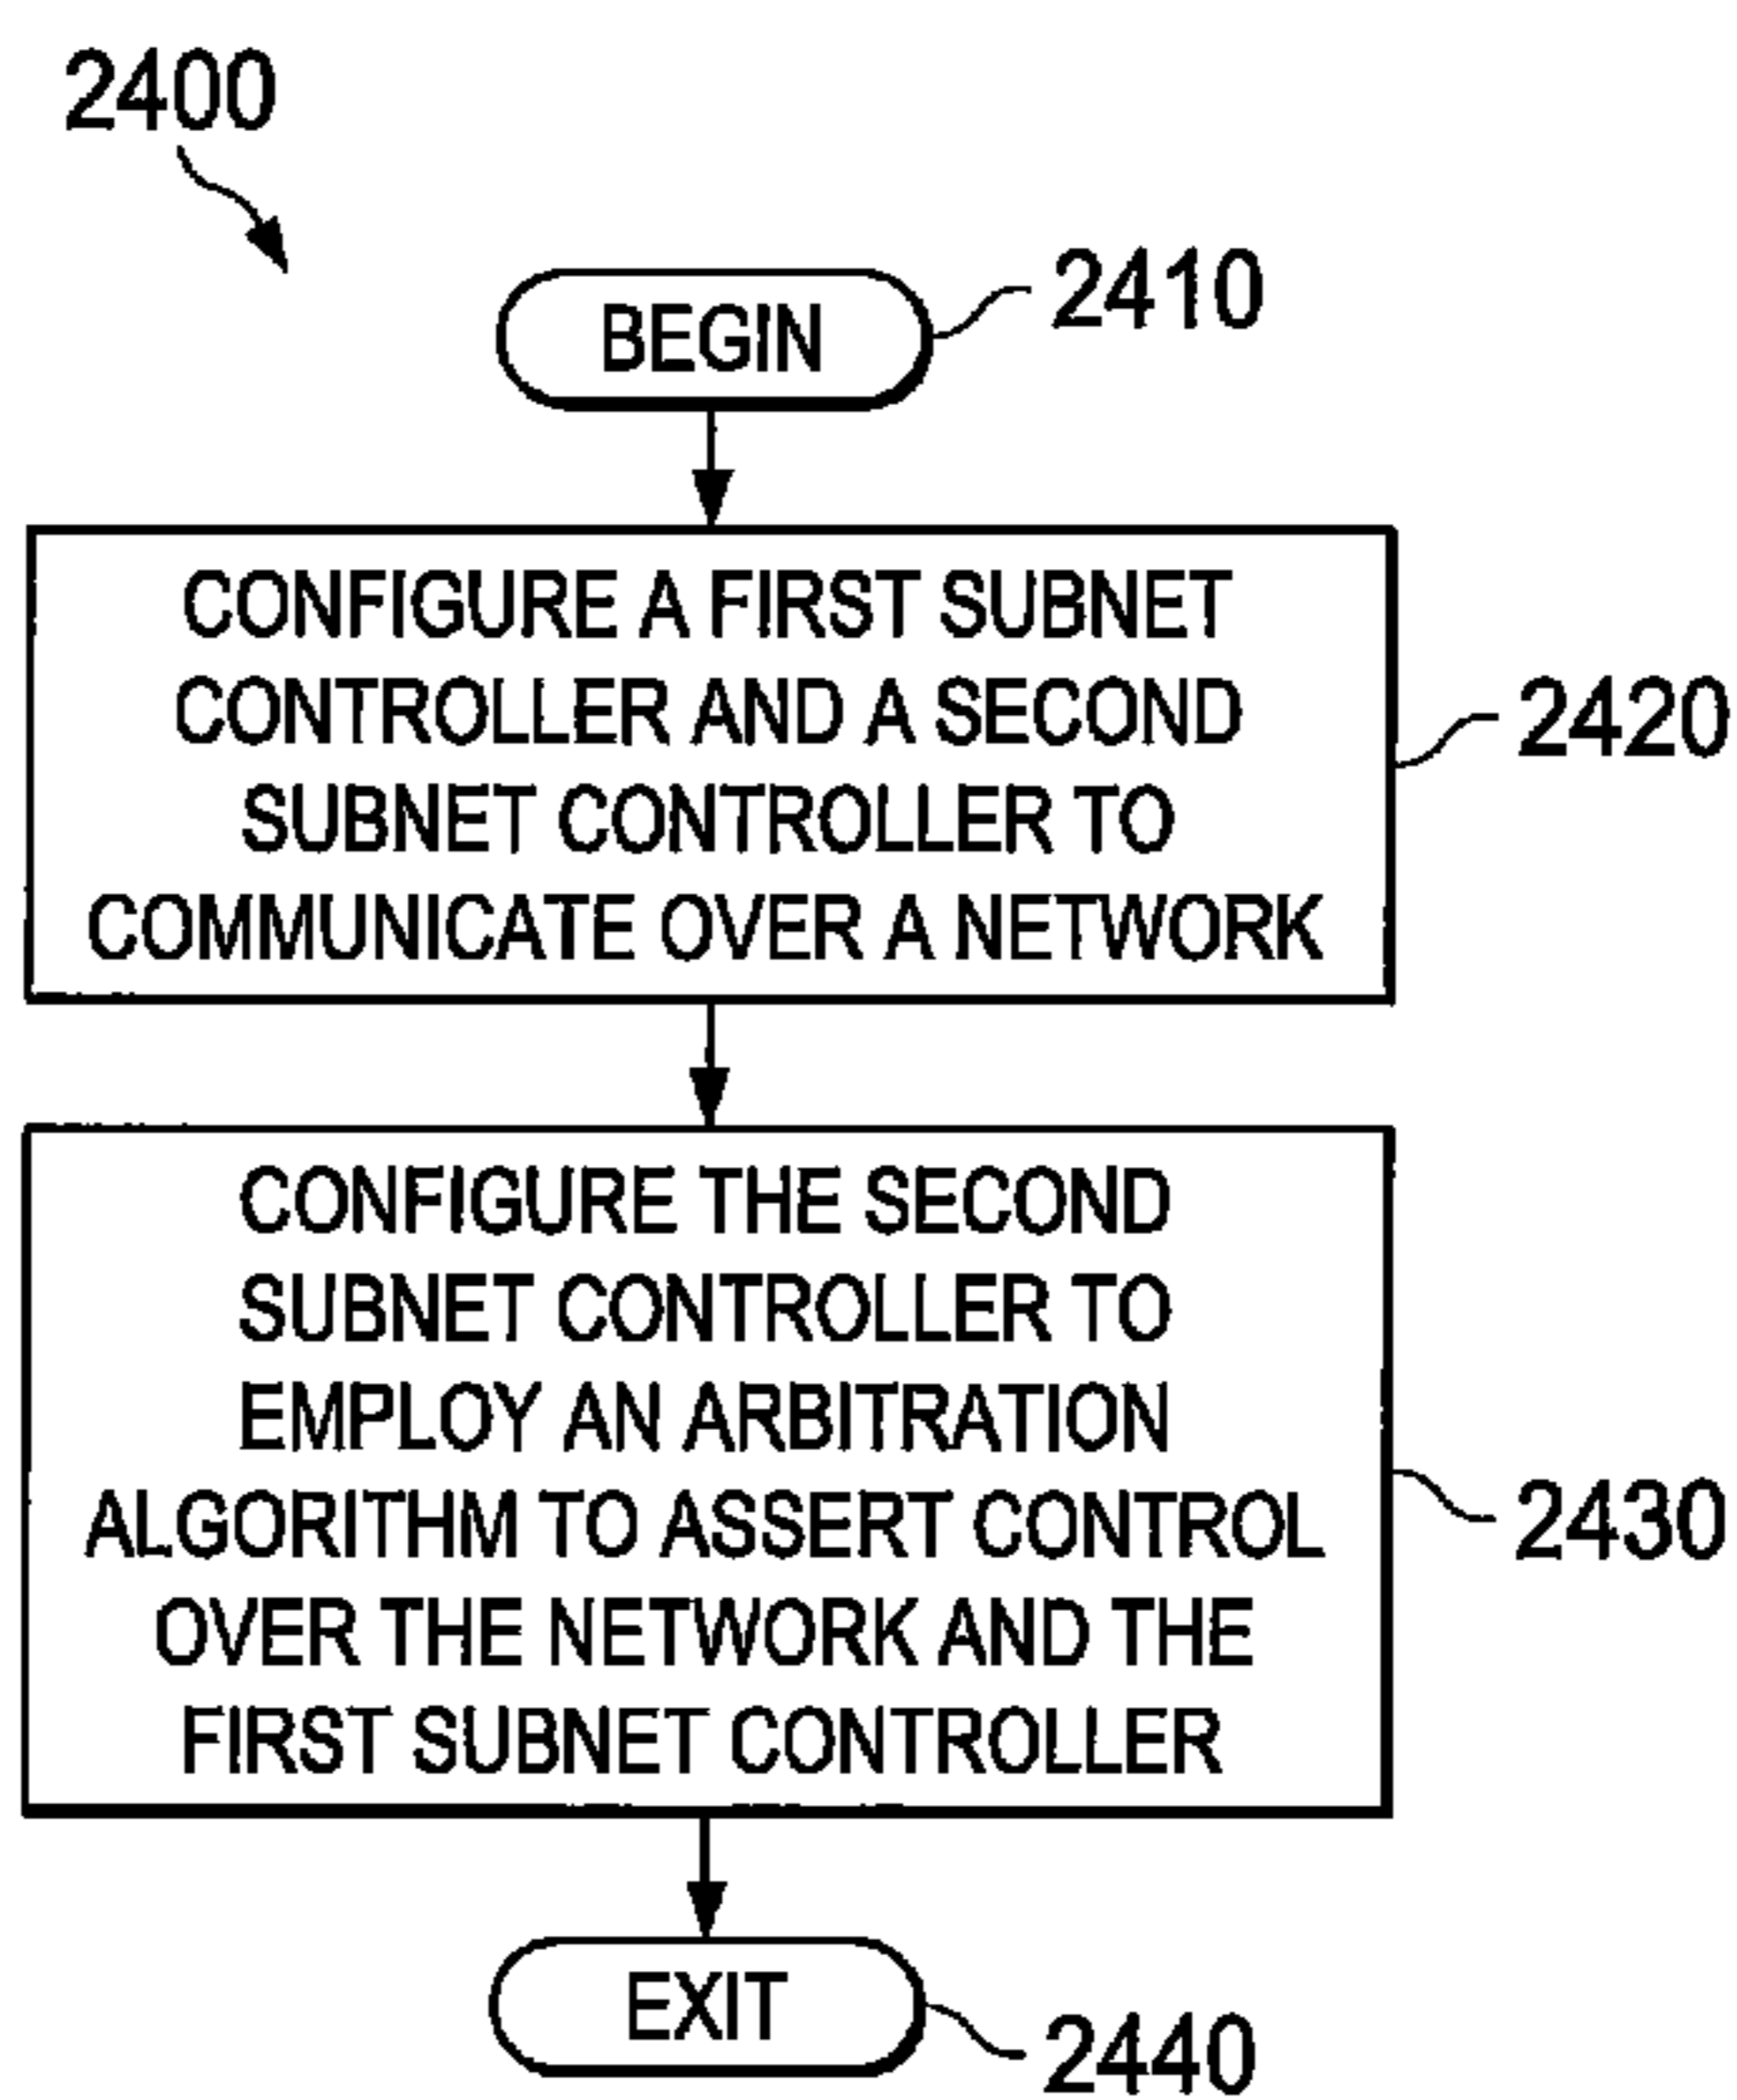 2400
BEGIN
2410
CONFIGURE A FIRST SUBNET
CONTROLLER AND A SECOND
SUBNET CONTROLLER TO
COMMUNICATE OVER A NETWORK
2420
CONFIGURE THE SECOND
SUBNET CONTROLLER TO
EMPLOY AN ARBITRATION
ALGORITHM TO ASSERT CONTROL
OVER THE NETWORK AND THE
FIRST SUBNET CONTROLLER
2430
EXIT
2440